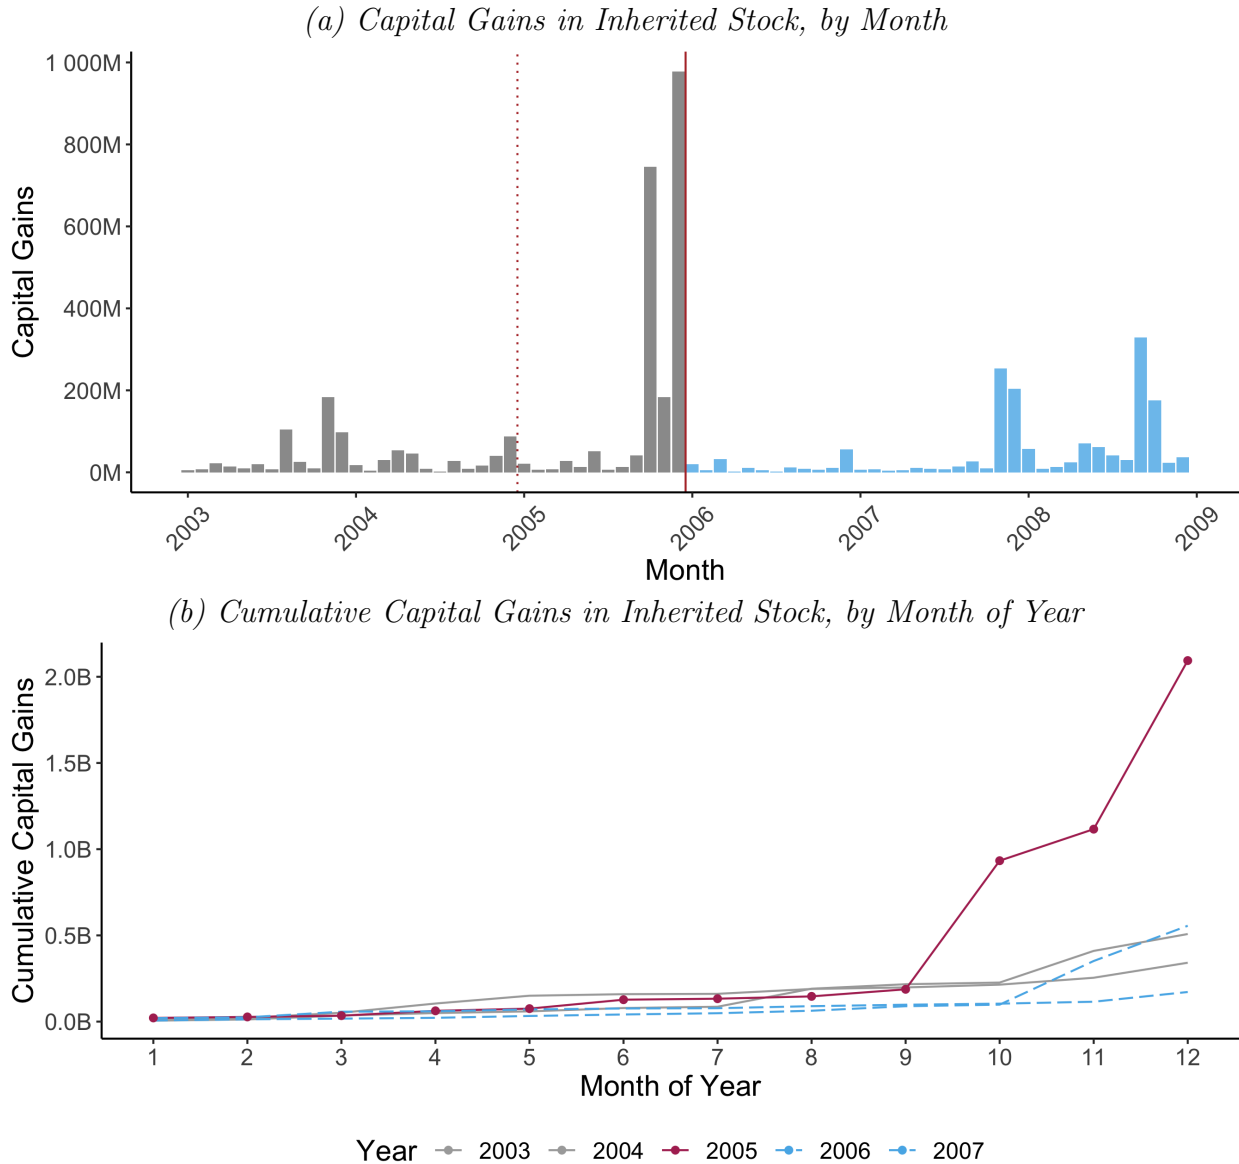 (a) Capital Gains in Inherited Stock, by Month
Capital Gains
1 000M
800M
600M
400M
200M
0M
2003
2004
2005
2006
2007
2008
2009
Month
(b) Cumulative Capital Gains in Inherited Stock, by Month of Year
Cumulative Capital Gains
2.0B
1.5B
1.0B
0.5B
0.0B
1 2 3 4 5 6 7 8 9 10 11 12
Month of Year
Year 2003 2004 2005 2006 2007